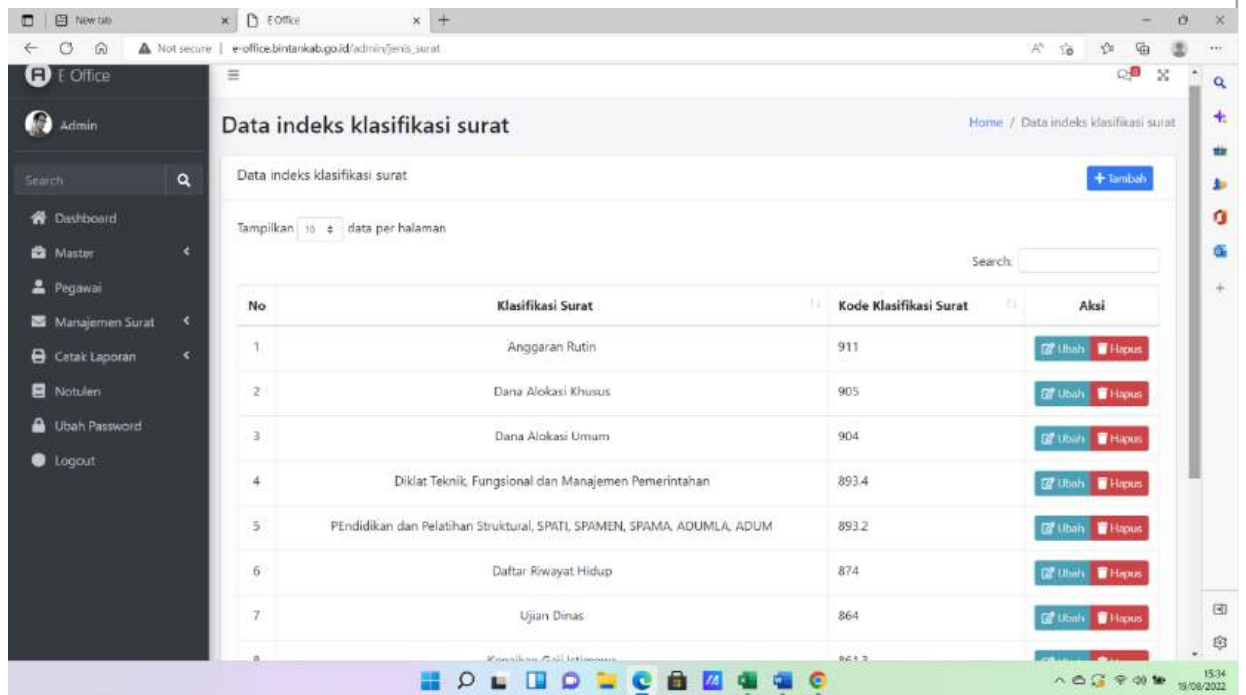 New tab
E Office
Not secure
e-office.bintankab.go.id/admin/jenis_surat
E Office
Admin
Search
Dashboard
Master
Pegawai
Manajemen Surat
Cetak Laporan
Notulen
Ubah Password
Logout
Data indeks klasifikasi surat
Home / Data indeks klasifikasi surat
Data indeks klasifikasi surat
+ Tambah
Tampilkan 10 data per halaman
Search:
No Klasifikasi Surat Kode Klasifikasi Surat Aksi
1 Anggaran Rutin 911 Ubah Hapus
2 Dana Alokasi Khusus 905 Ubah Hapus
3 Dana Alokasi Umum 904 Ubah Hapus
4 Diklat Teknik, Fungsional dan Manajemen Pemerintahan 893.4 Ubah Hapus
5 PEndidikan dan Pelatihan Struktural, SPATI, SPAMEN, SPAMA, ADUMLA, ADUM 893.2 Ubah Hapus
6 Daftar Riwayat Hidup 874 Ubah Hapus
7 Ujian Dinas 864 Ubah Hapus
15:34
19/08/2022